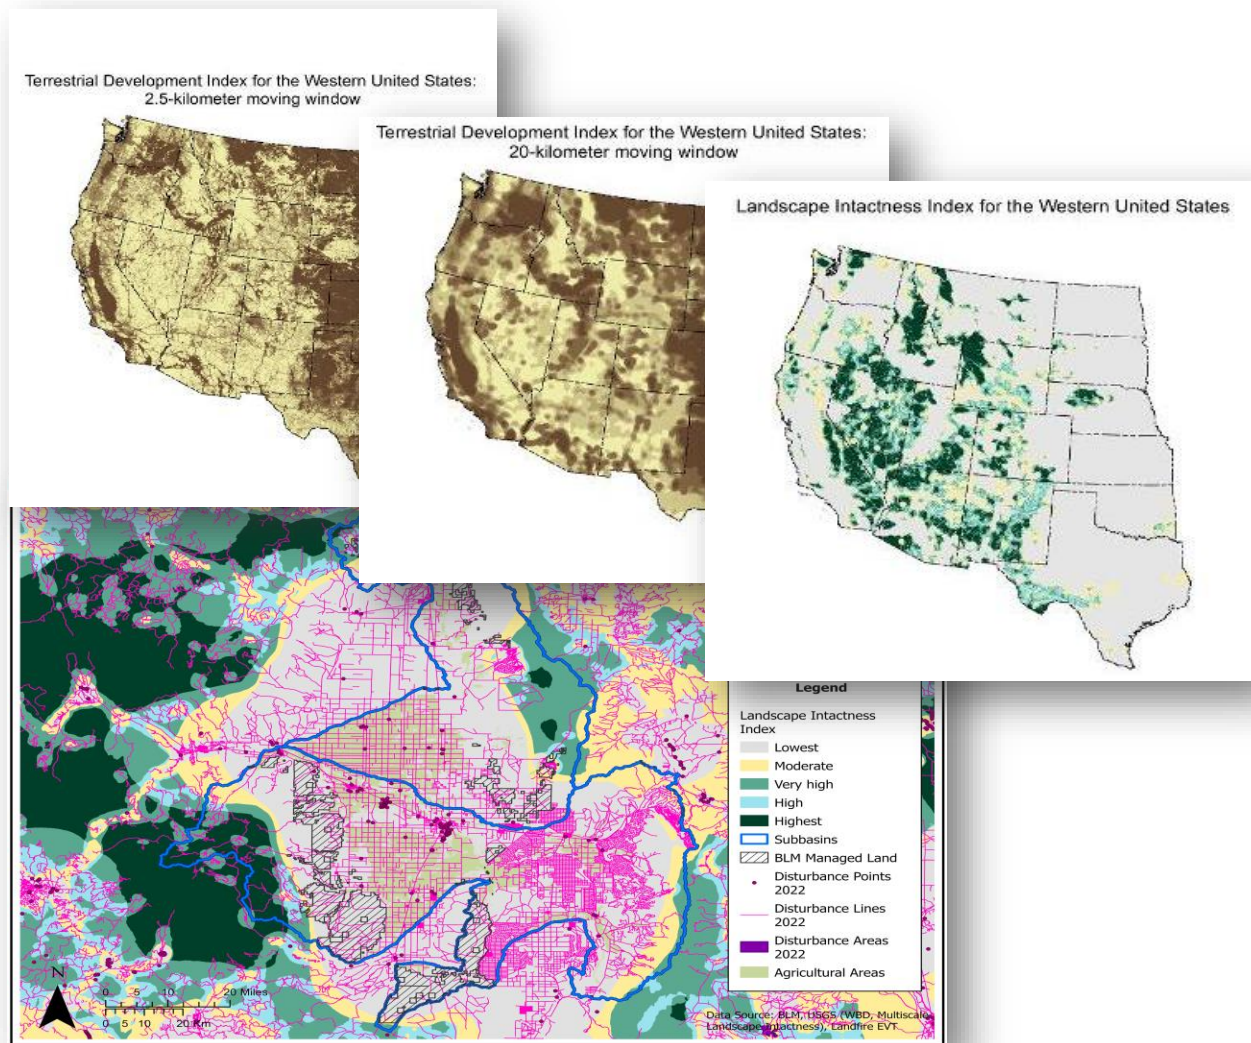 Terrestrial Development Index for the Western United States:
2.5-kilometer moving window
Terrestrial Development Index for the Western United States:
20-kilometer moving window
Landscape Intactness Index for the Western United States
Legend
Landscape Intactness
Index
Lowest
Moderate
Very high
High
Highest
Subbasins
BLM Managed Land
Disturbance Points
2022
Disturbance Lines
2022
Disturbance Areas
2022
Agricultural Areas
N
0 5 10 20 Miles
0 5 10 20 Km
Data Source: BLM, USGS (WBD, Multiscale
Landscape Intactness), Landfire EVT